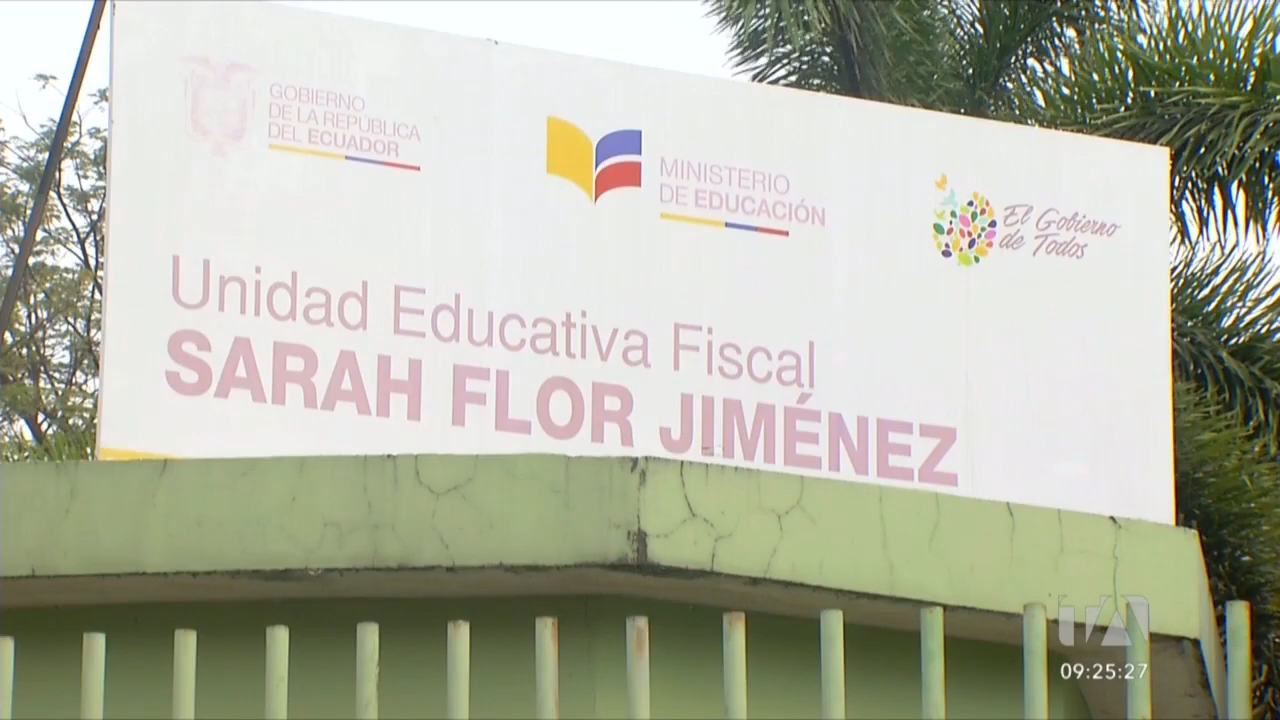 GOBIERNO
DE LA REPÚBLICA
DEL ECUADOR
MINISTERIO
DE EDUCACIÓN
El Gobierno
de Todos
Unidad Educativa Fiscal
SARAH FLOR JIMÉNEZ
09:25:27